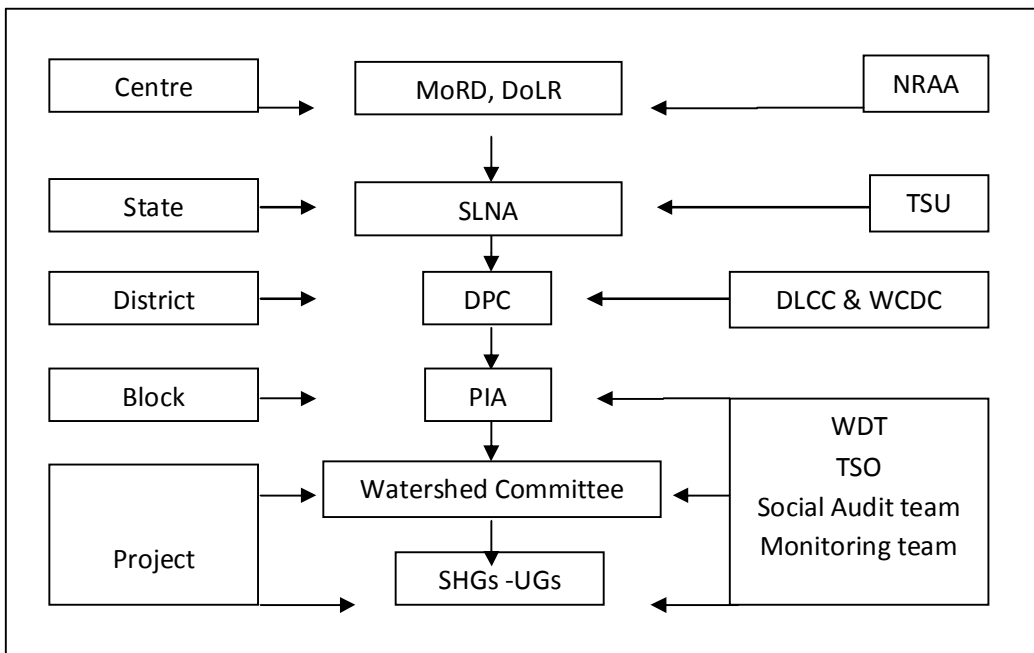 Centre
MoRD, DoLR
NRAA
State
SLNA
TSU
District
DPC
DLCC & WCDC
Block
PIA
WDT
TSO
Social Audit team
Monitoring team
Watershed Committee
Project
SHGs -UGs